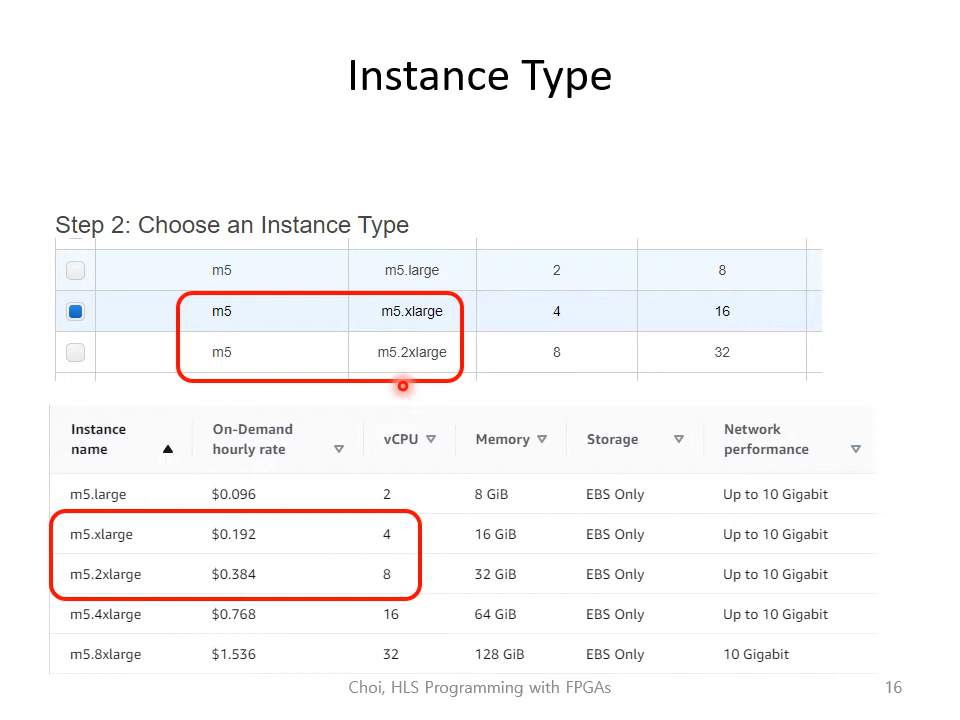 Instance Type
Step 2: Choose an Instance Type
m5 m5.large 2 8
m5 m5.xlarge 4 16
m5 m5.2xlarge 8 32
Instance name On-Demand hourly rate vCPU Memory Storage Network performance
m5.large $0.096 2 8 GiB EBS Only Up to 10 Gigabit
m5.xlarge $0.192 4 16 GiB EBS Only Up to 10 Gigabit
m5.2xlarge $0.384 8 32 GiB EBS Only Up to 10 Gigabit
m5.4xlarge $0.768 16 64 GiB EBS Only Up to 10 Gigabit
m5.8xlarge $1.536 32 128 GiB EBS Only 10 Gigabit
Choi, HLS Programming with FPGAs 16